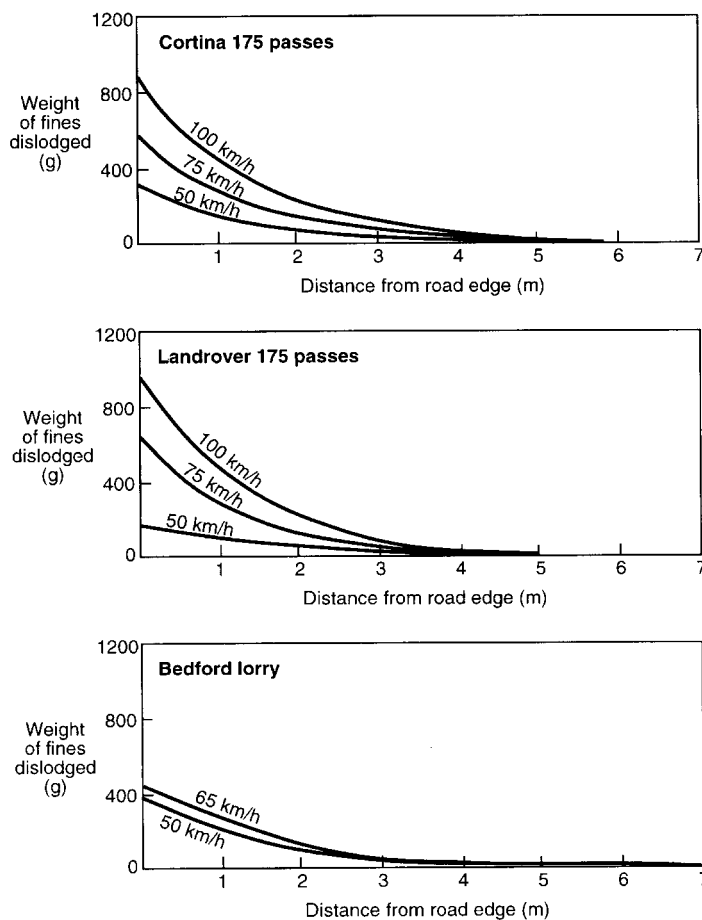 1200
Cortina 175 passes
800
Weight
of fines
dislodged
(g)
400
0
100 km/h
75 km/h
50 km/h
1 2 3 4 5 6 7
Distance from road edge (m)
1200
Landrover 175 passes
800
Weight
of fines
dislodged
(g)
400
0
100 km/h
75 km/h
50 km/h
1 2 3 4 5 6 7
Distance from road edge (m)
1200
Bedford lorry
800
Weight
of fines
dislodged
(g)
400
0
65 km/h
50 km/h
1 2 3 4 5 6 7
Distance from road edge (m)